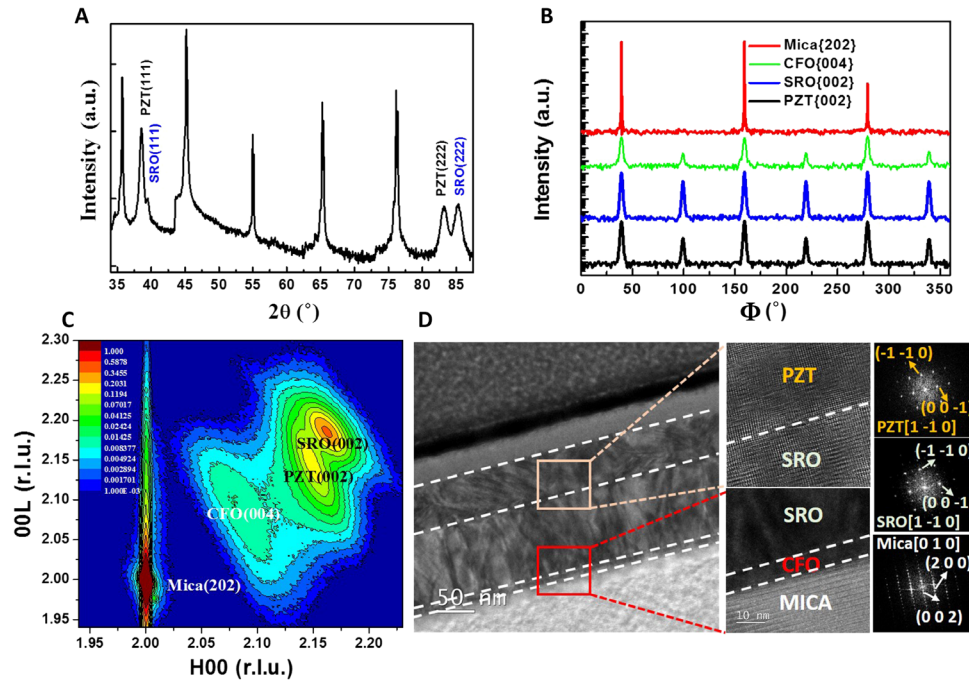 A
Intensity (a.u.)
PZT(111)
SRO(111)
PZT(222)
SRO(222)
35 40 45 50 55 60 65 70 75 80 85
2θ (°)
B
Intensity (a.u.)
Mica{202}
CFO{004}
SRO{002}
PZT{002}
0 50 100 150 200 250 300 350
Φ (°)
C
00L (r.l.u.)
2.30
2.25
2.20
2.15
2.10
2.05
2.00
1.95
1.000
0.5878
0.3455
0.2031
0.07017
0.04125
0.02425
0.01425
0.008377
0.004924
0.002894
0.001701
1.000E -03
SRO(002)
PZT(002)
CFO(004)
Mica(202)
1.95 2.00 2.05 2.10 2.15 2.20
H00 (r.l.u.)
D
50 nm
PZT
SRO
SRO
CFO
MICA
10 nm
(-1 -1 0)
(0 0 -1)
PZT[1 -1 0]
(-1 -1 0)
(0 0 -1)
SRO[1 -1 0]
Mica[0 1 0]
(2 0 0)
(0 0 2)